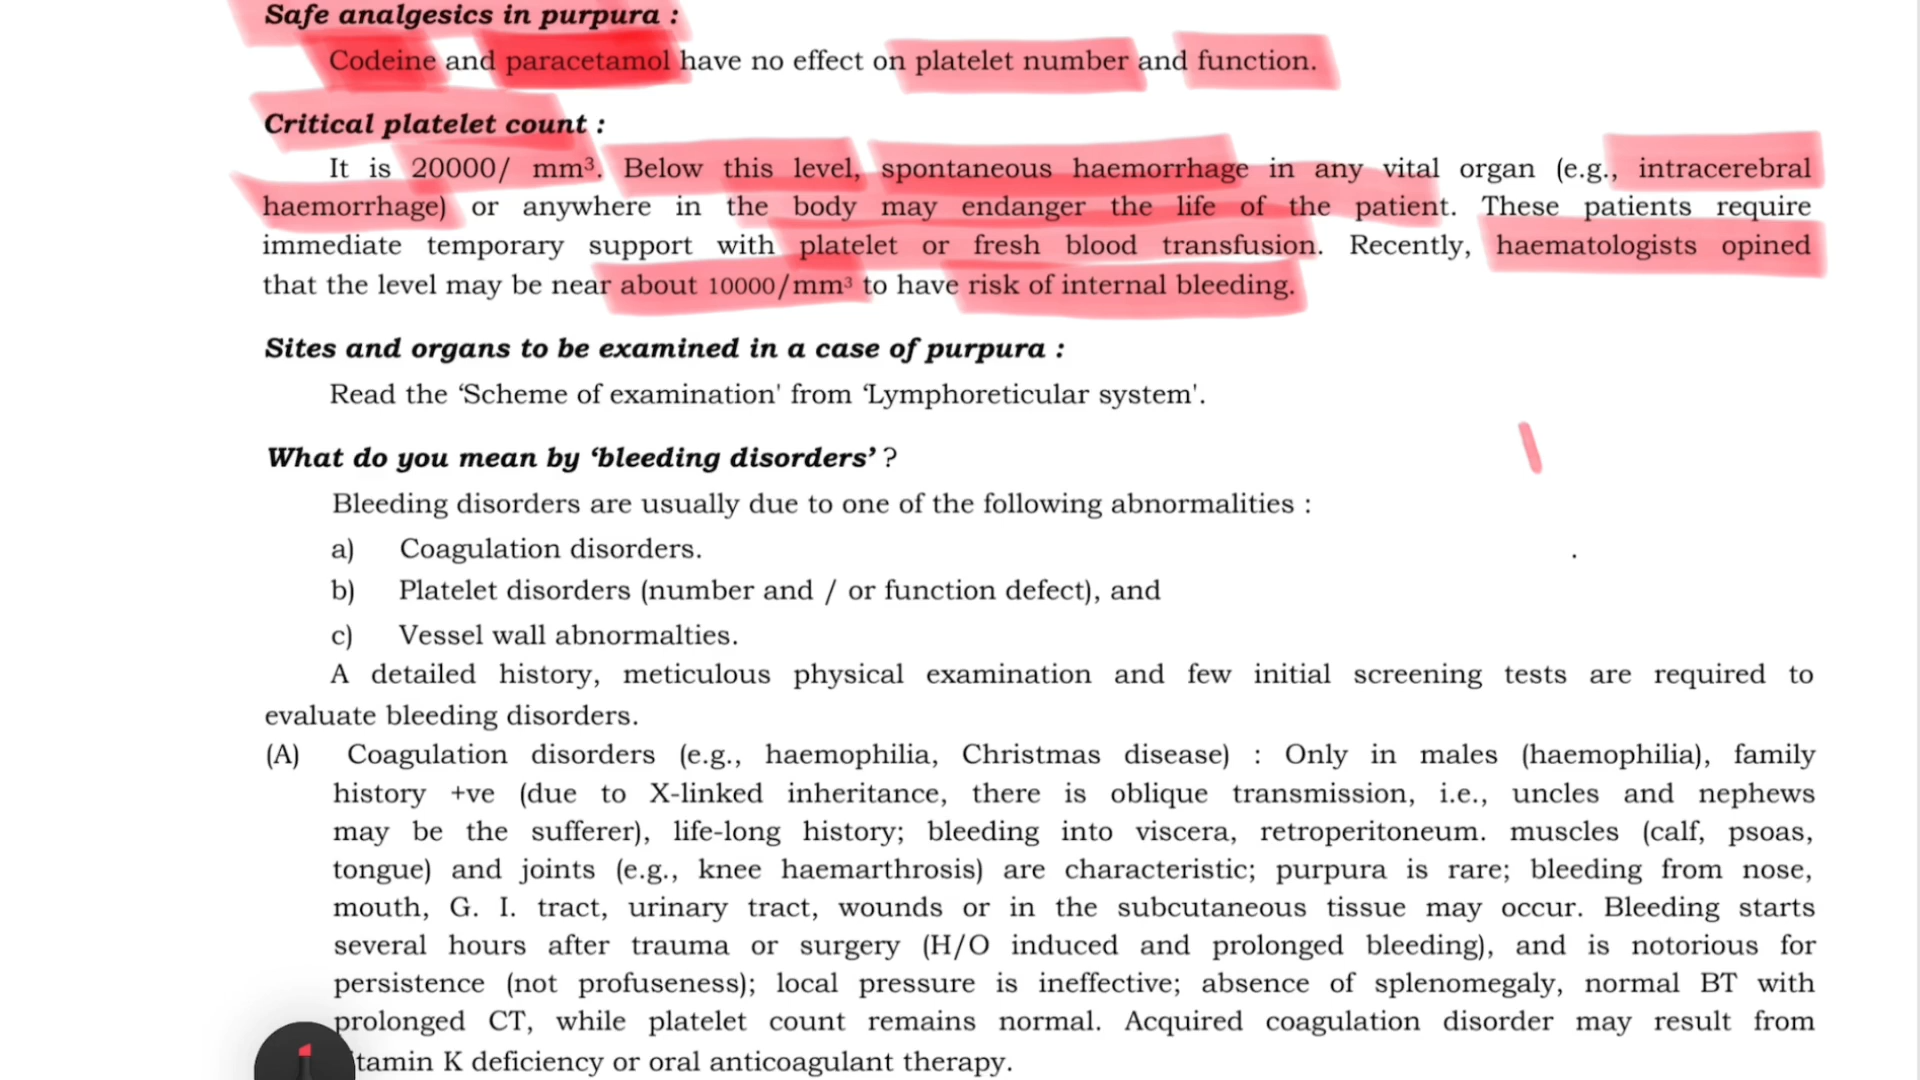 Safe analgesics in purpura :
Codeine and paracetamol have no effect on platelet number and function.
Critical platelet count :
It is 20000/ mm³. Below this level, spontaneous haemorrhage in any vital organ (e.g., intracerebral
haemorrhage) or anywhere in the body may endanger the life of the patient. These patients require
immediate temporary support with platelet or fresh blood transfusion. Recently, haematologists opined
that the level may be near about 10000/mm³ to have risk of internal bleeding.
Sites and organs to be examined in a case of purpura :
Read the ‘Scheme of examination' from ‘Lymphoreticular system'.
What do you mean by ‘bleeding disorders’ ?
Bleeding disorders are usually due to one of the following abnormalities :
a) Coagulation disorders.
b) Platelet disorders (number and / or function defect), and
c) Vessel wall abnormalties.
A detailed history, meticulous physical examination and few initial screening tests are required to
evaluate bleeding disorders.
(A) Coagulation disorders (e.g., haemophilia, Christmas disease) : Only in males (haemophilia), family
history +ve (due to X-linked inheritance, there is oblique transmission, i.e., uncles and nephews
may be the sufferer), life-long history; bleeding into viscera, retroperitoneum. muscles (calf, psoas,
tongue) and joints (e.g., knee haemarthrosis) are characteristic; purpura is rare; bleeding from nose,
mouth, G. I. tract, urinary tract, wounds or in the subcutaneous tissue may occur. Bleeding starts
several hours after trauma or surgery (H/O induced and prolonged bleeding), and is notorious for
persistence (not profuseness); local pressure is ineffective; absence of splenomegaly, normal BT with
prolonged CT, while platelet count remains normal. Acquired coagulation disorder may result from
tamin K deficiency or oral anticoagulant therapy.